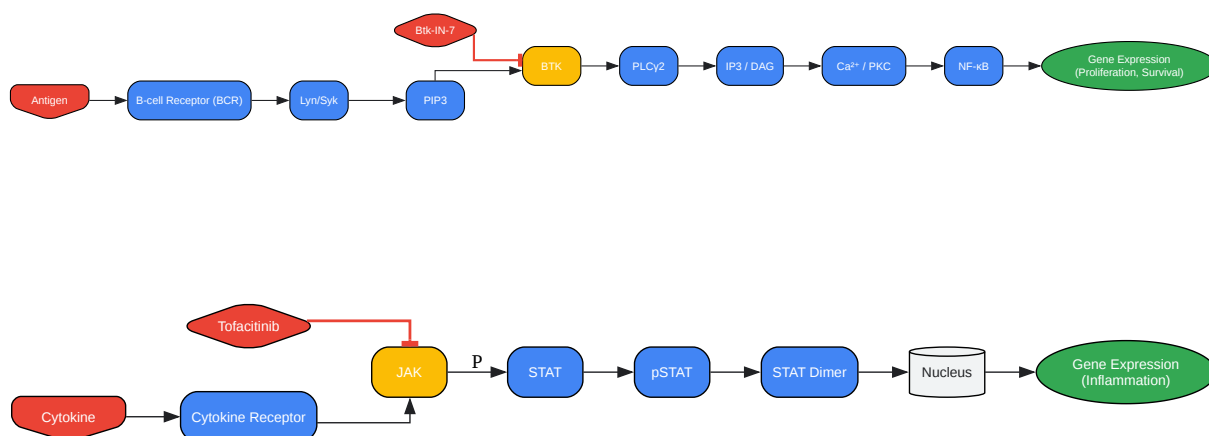 Btk-IN-7
Antigen
B-cell Receptor (BCR)
Lyn/Syk
PIP3
BTK
PLCγ2
IP3 / DAG
Ca²⁺ / PKC
NF-κB
Gene Expression
(Proliferation, Survival)
Tofacitinib
Cytokine
Cytokine Receptor
JAK
P
STAT
pSTAT
STAT Dimer
Nucleus
Gene Expression
(Inflammation)